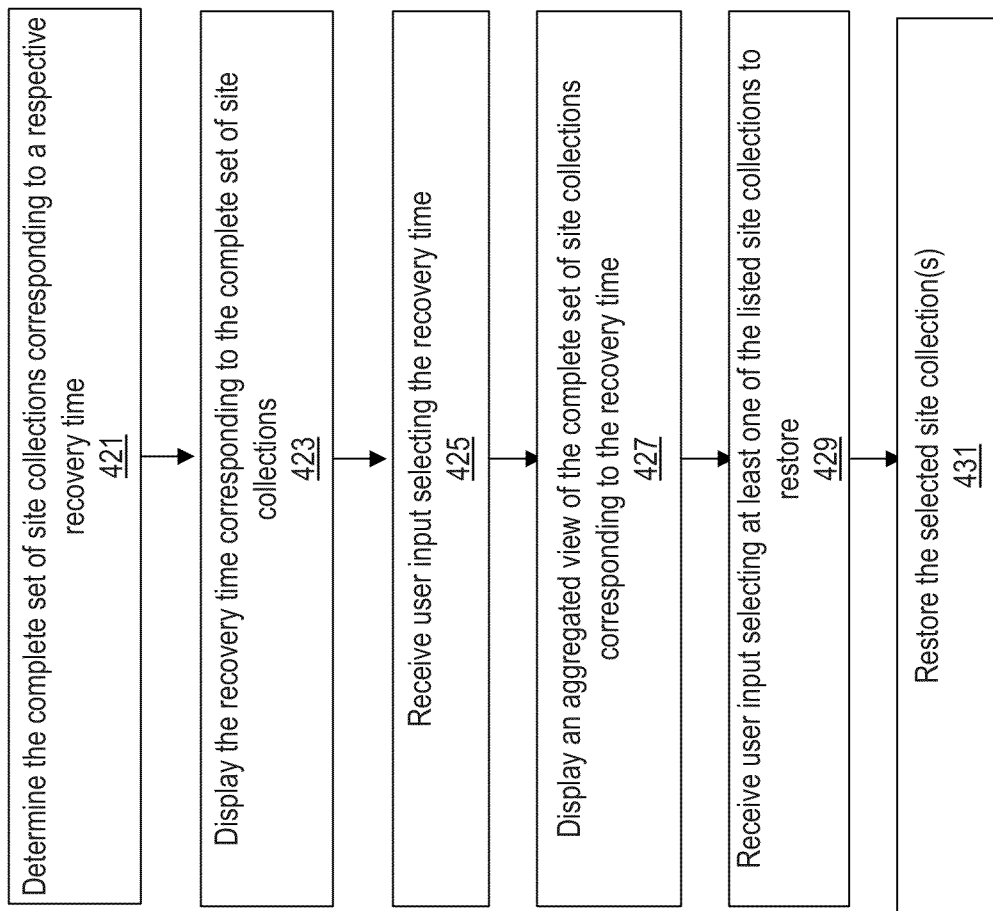 Determine the complete set of site collections corresponding to a respective
recovery time
421
Display the recovery time corresponding to the complete set of site
collections
423
Receive user input selecting the recovery time
425
Display an aggregated view of the complete set of site collections
corresponding to the recovery time
427
Receive user input selecting at least one of the listed site collections to
restore
429
Restore the selected site collection(s)
431